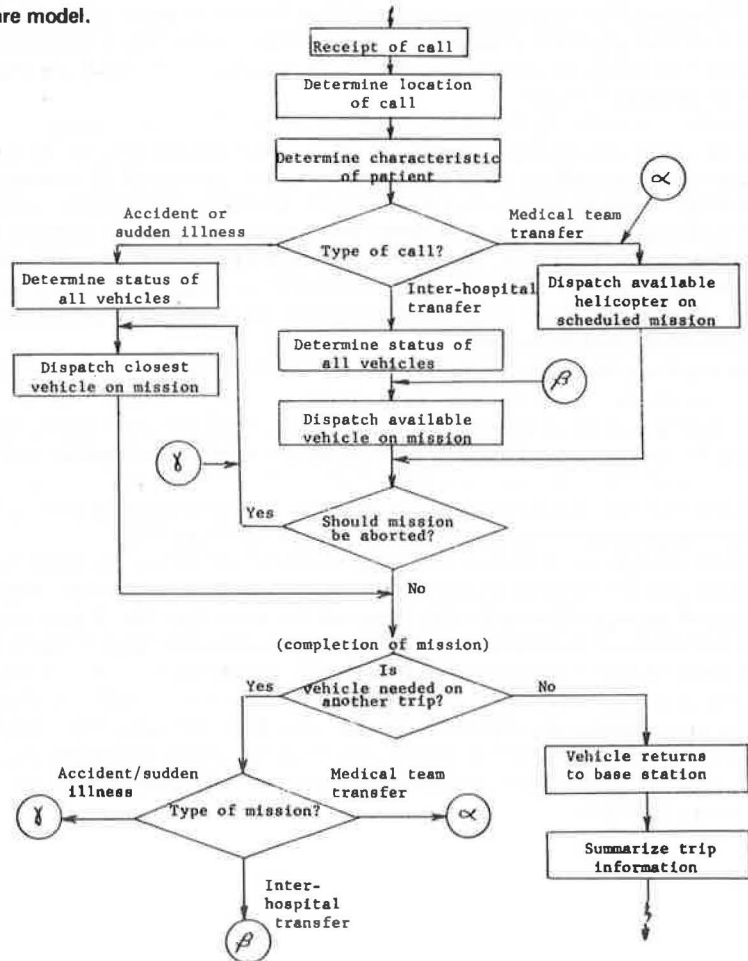 are model.
Receipt of call
Determine location
of call
Determine characteristic
of patient
α
Accident or
sudden illness
Type of call?
Medical team
transfer
Determine status of
all vehicles
Inter-hospital
transfer
Dispatch available
helicopter on
scheduled mission
Determine status of
all vehicles
Dispatch closest
vehicle on mission
β
Dispatch available
vehicle on mission
γ
Yes
Should mission
be aborted?
No
(completion of mission)
Is
vehicle needed on
another trip?
Yes
No
Vehicle returns
to base station
Accident/sudden
illness
Type of mission?
Medical team
transfer
γ
α
Summarize trip
information
Inter-
hospital
transfer
β